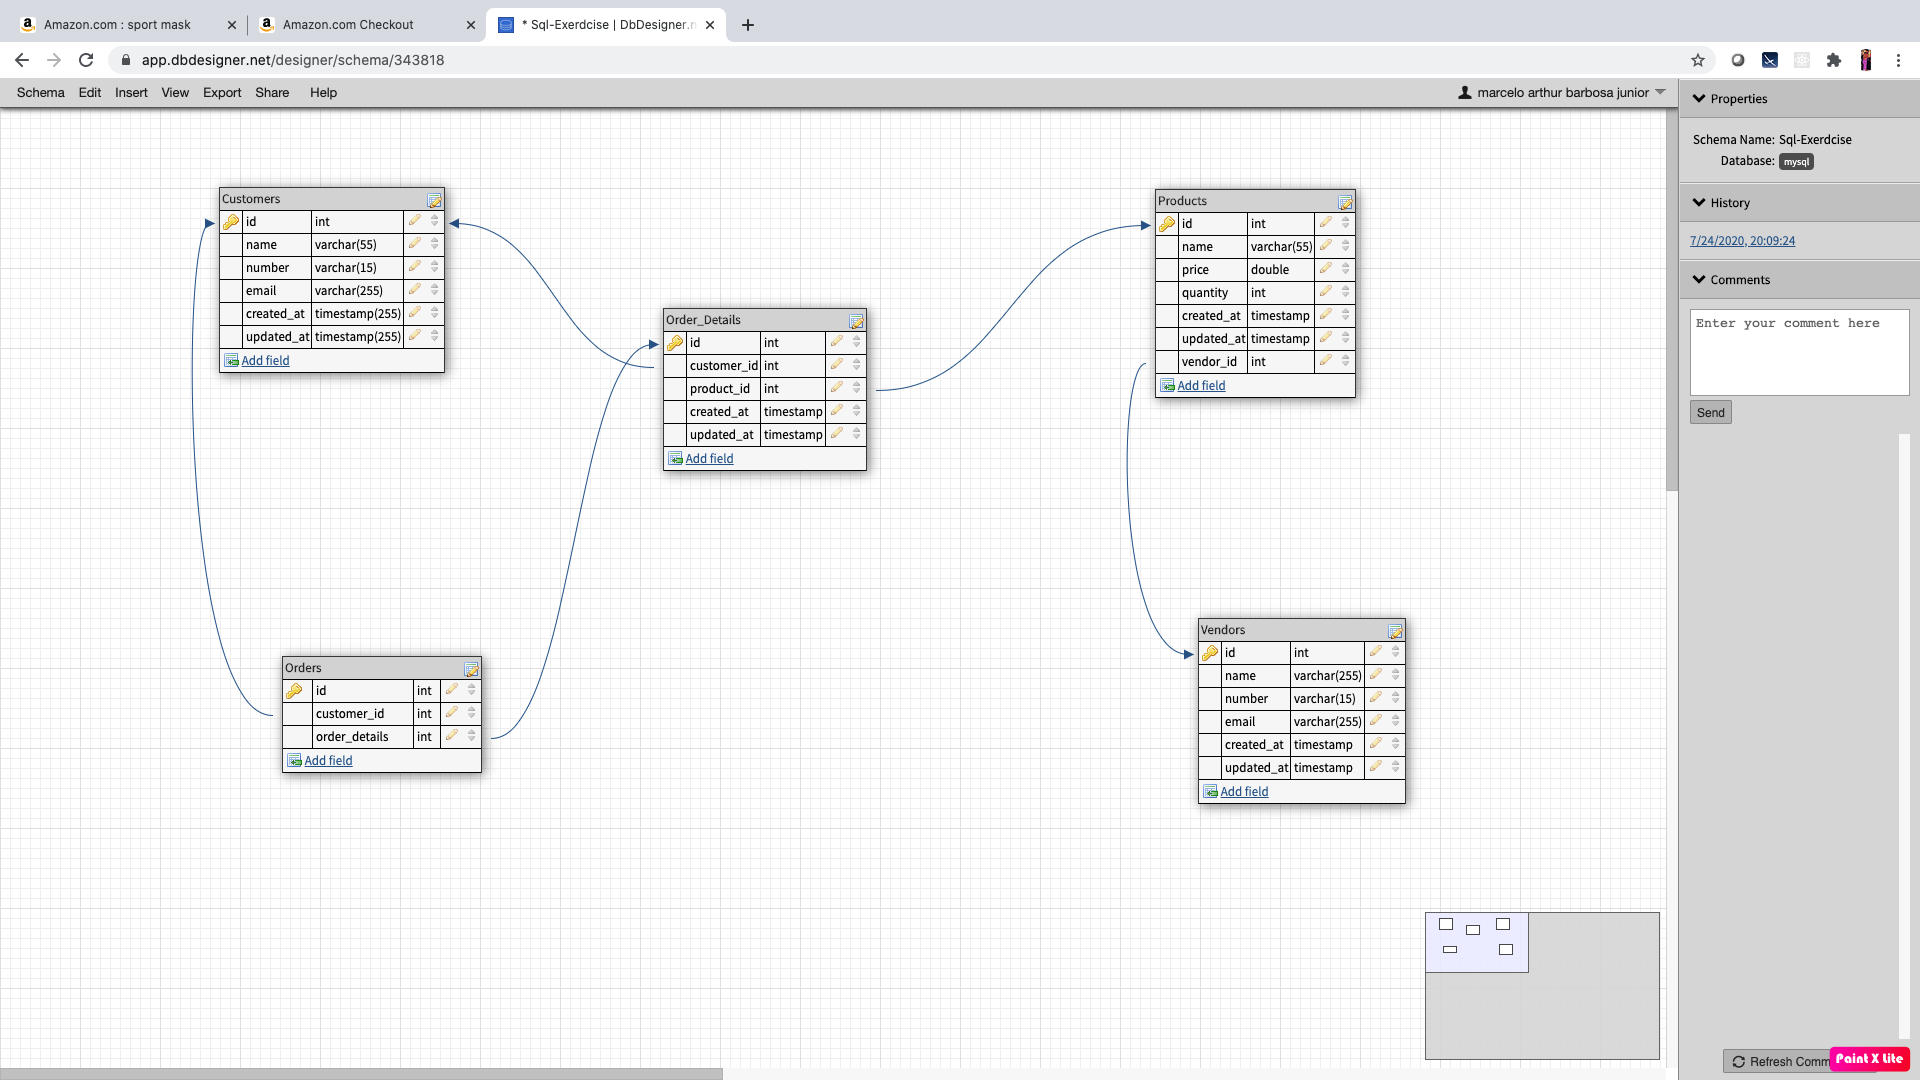 Amazon.com : sport mask
Amazon.com Checkout
* Sql-Exerdcise | DbDesigner.n
app.dbdesigner.net/designer/schema/343818
Schema Edit Insert View Export Share Help
marcelo arthur barbosa junior
Properties
Schema Name: Sql-Exerdcise
Database: mysql
History
7/24/2020, 20:09:24
Comments
Enter your comment here
Send
Customers
id int
name varchar(55)
number varchar(15)
email varchar(255)
created_at timestamp(255)
updated_at timestamp(255)
Add field
Order_Details
id int
customer_id int
product_id int
created_at timestamp
updated_at timestamp
Add field
Products
id int
name varchar(55)
price double
quantity int
created_at timestamp
updated_at timestamp
vendor_id int
Add field
Orders
id int
customer_id int
order_details int
Add field
Vendors
id int
name varchar(255)
number varchar(15)
email varchar(255)
created_at timestamp
updated_at timestamp
Add field
Refresh Comm
Paint X Lite